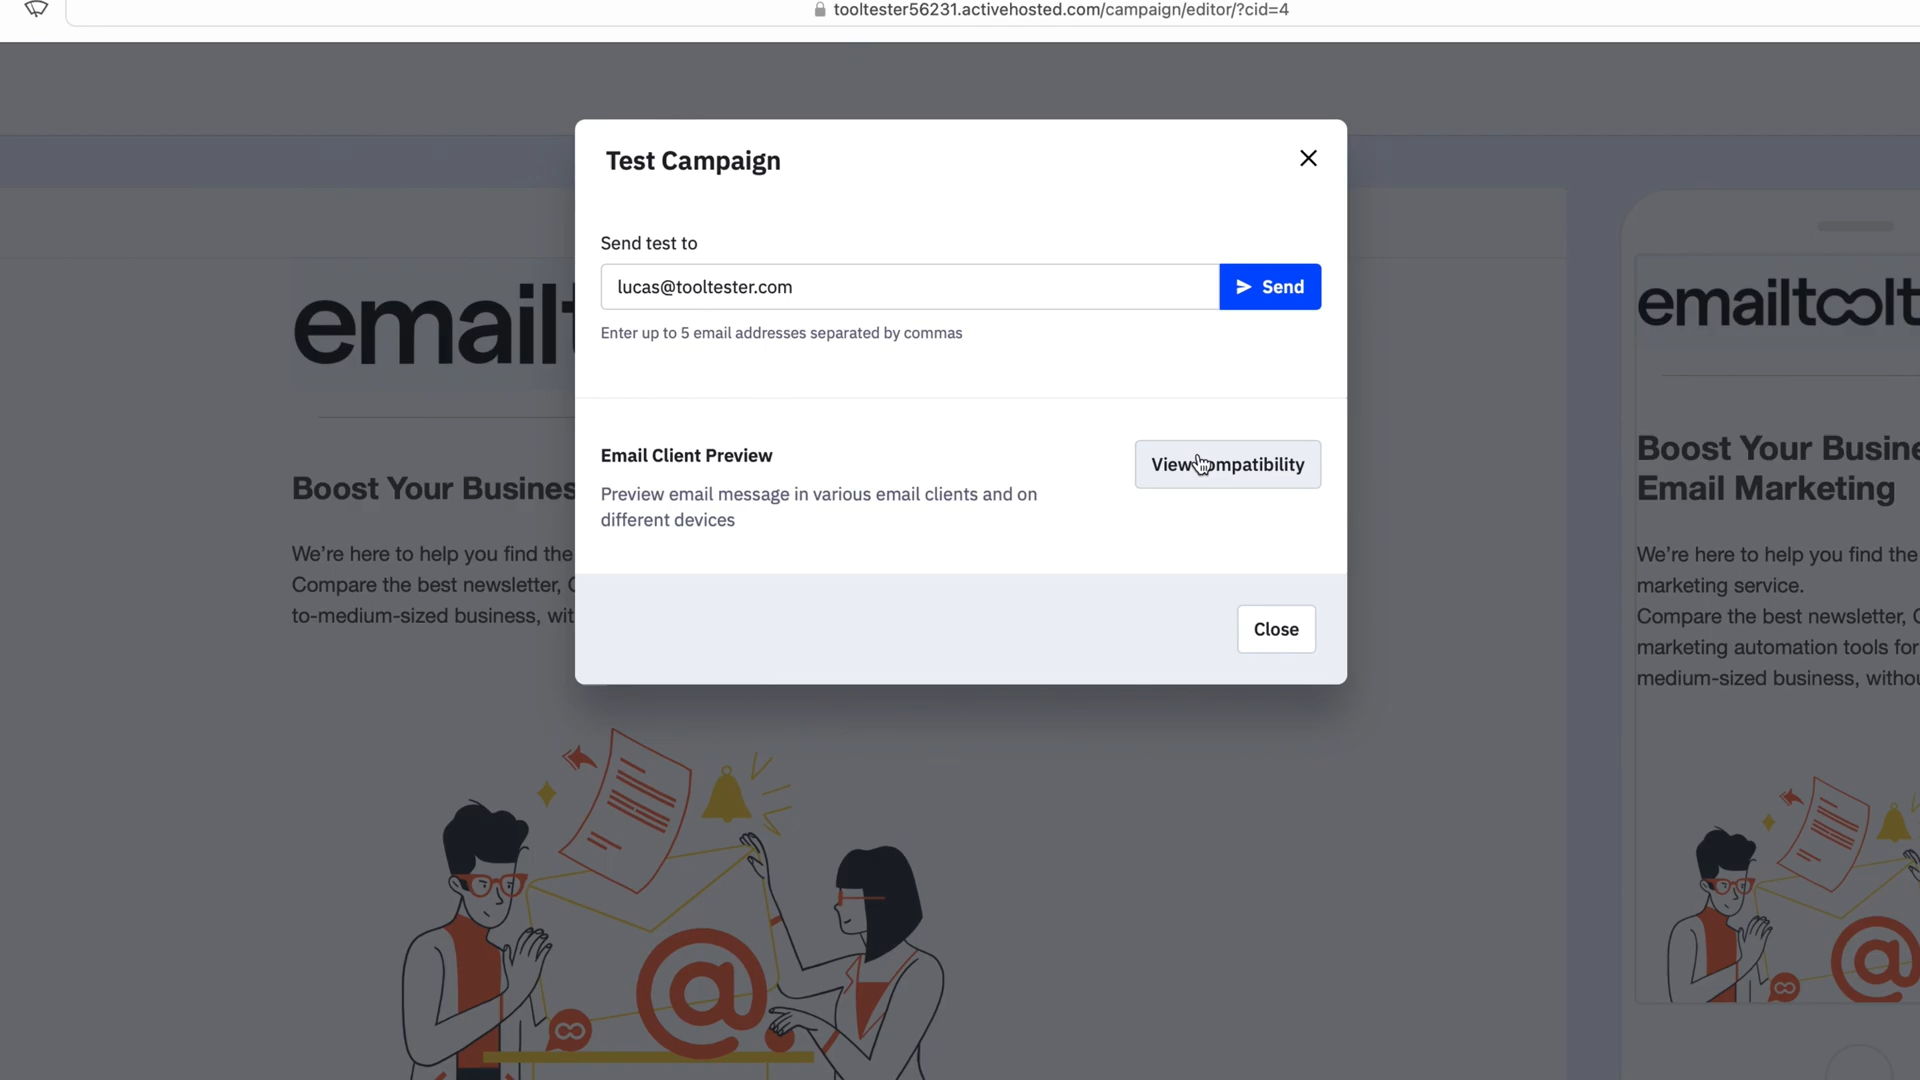 tooltester56231.activehosted.com/campaign/editor/?cid=4
Test Campaign
Send test to
lucas@tooltester.com
Send
Enter up to 5 email addresses separated by commas
Email Client Preview
View ompatibility
Preview email message in various email clients and on
different devices
Close
emailt
Boost Your Busines
We're here to help you find the
Compare the best newsletter,
to-medium-sized business, wit
emailtoolt
Boost Your Busine
Email Marketing
We're here to help you find the
marketing service.
Compare the best newsletter,
marketing automation tools for
medium-sized business, withou
@
@